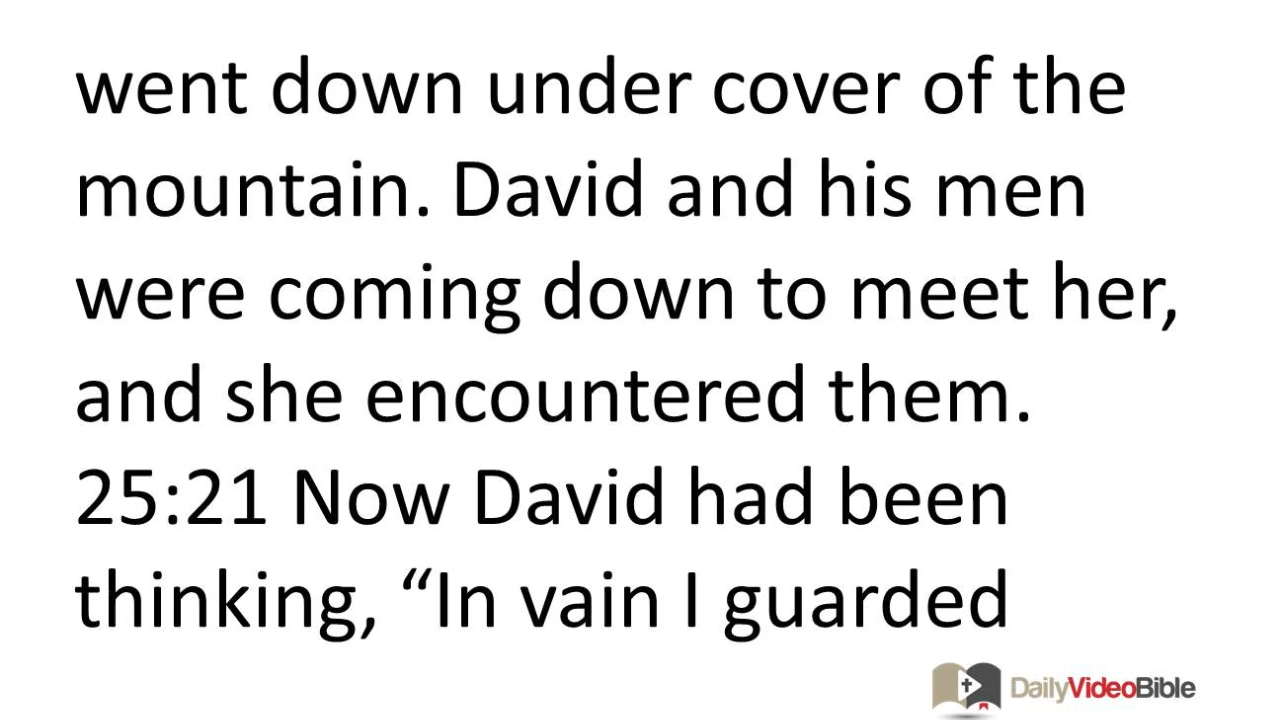 went down under cover of the
mountain. David and his men
were coming down to meet her,
and she encountered them.
25:21 Now David had been
thinking, “In vain I guarded
DailyVideoBible